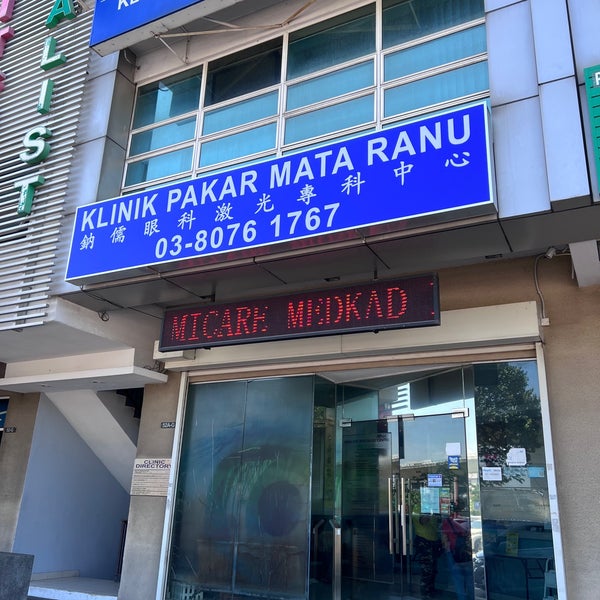 ALIST
KLINIK PAKAR MATA RANU
鈉儒眼科激光專科中心
03-8076 1767
MICARE MEDKAD
CLINIC
DIRECTORY